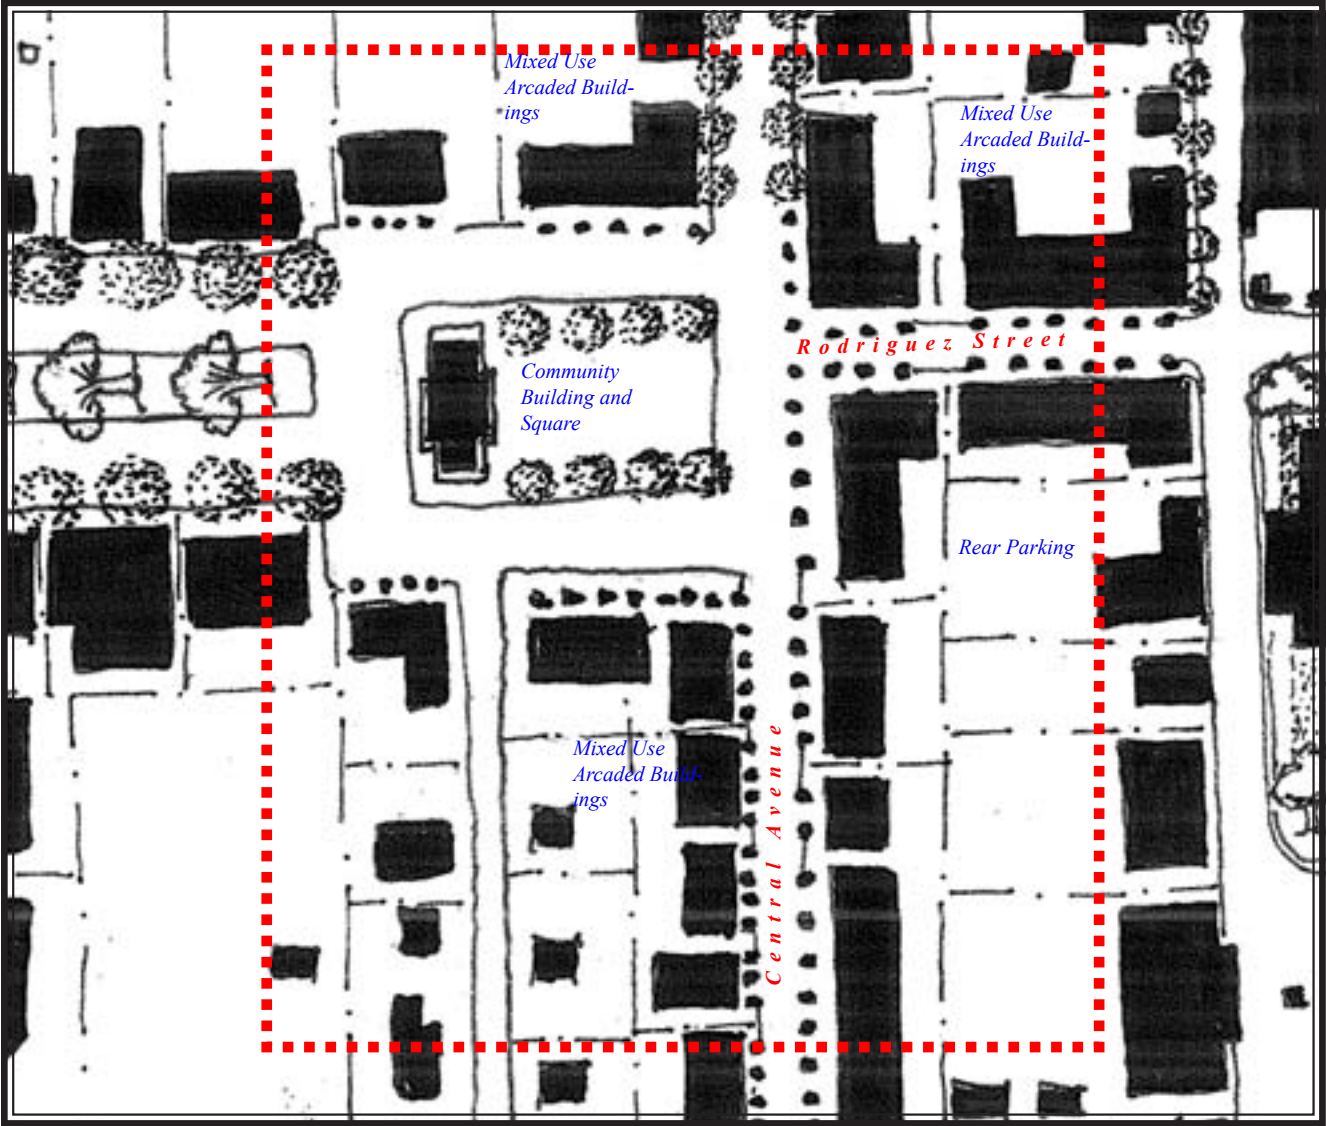 Mixed Use
Arcaded Build-
ings
Mixed Use
Arcaded Build-
ings
Rodriguez Street
Community
Building and
Square
Rear Parking
Mixed Use
Arcaded Build-
ings
Central Avenue